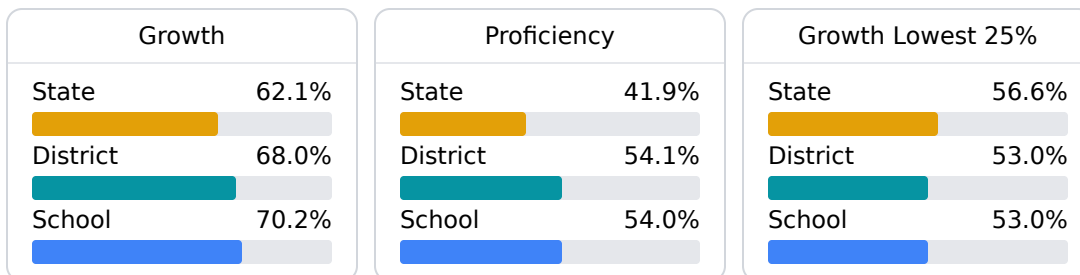 Growth
State 62.1%
District 68.0%
School 70.2%
Proficiency
State 41.9%
District 54.1%
School 54.0%
Growth Lowest 25%
State 56.6%
District 53.0%
School 53.0%